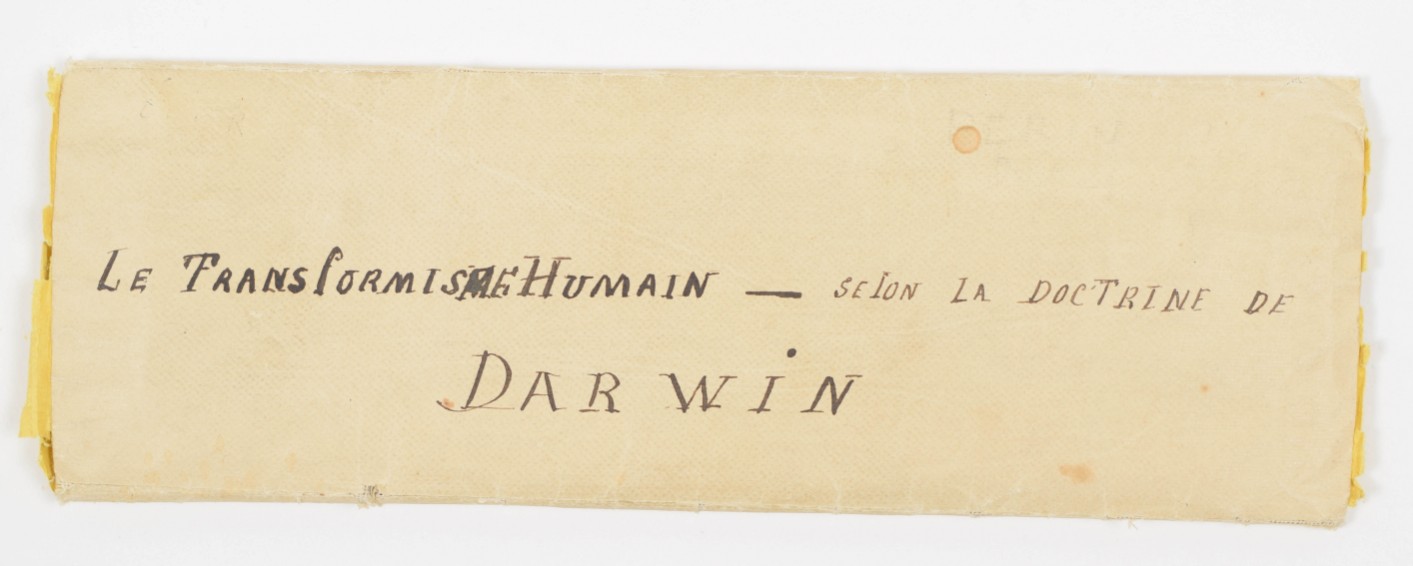 Le Transformisme Humain — selon la doctrine de
Darwin